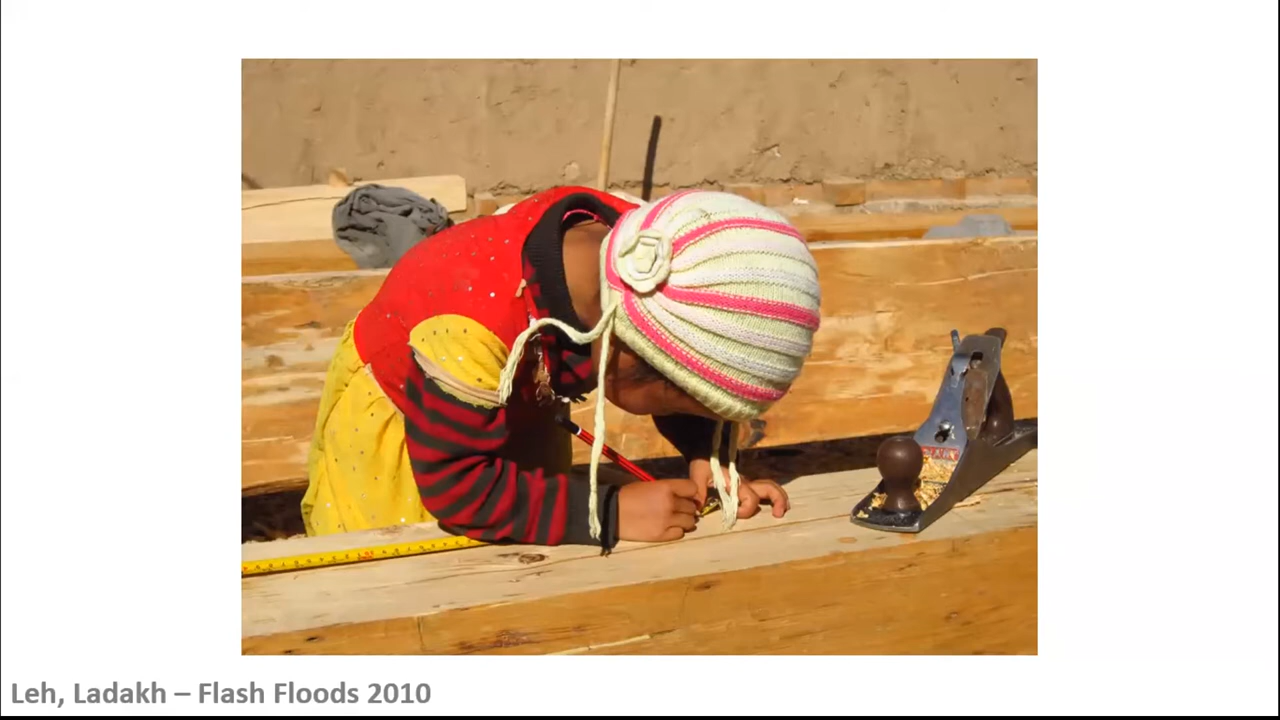 Leh, Ladakh – Flash Floods 2010